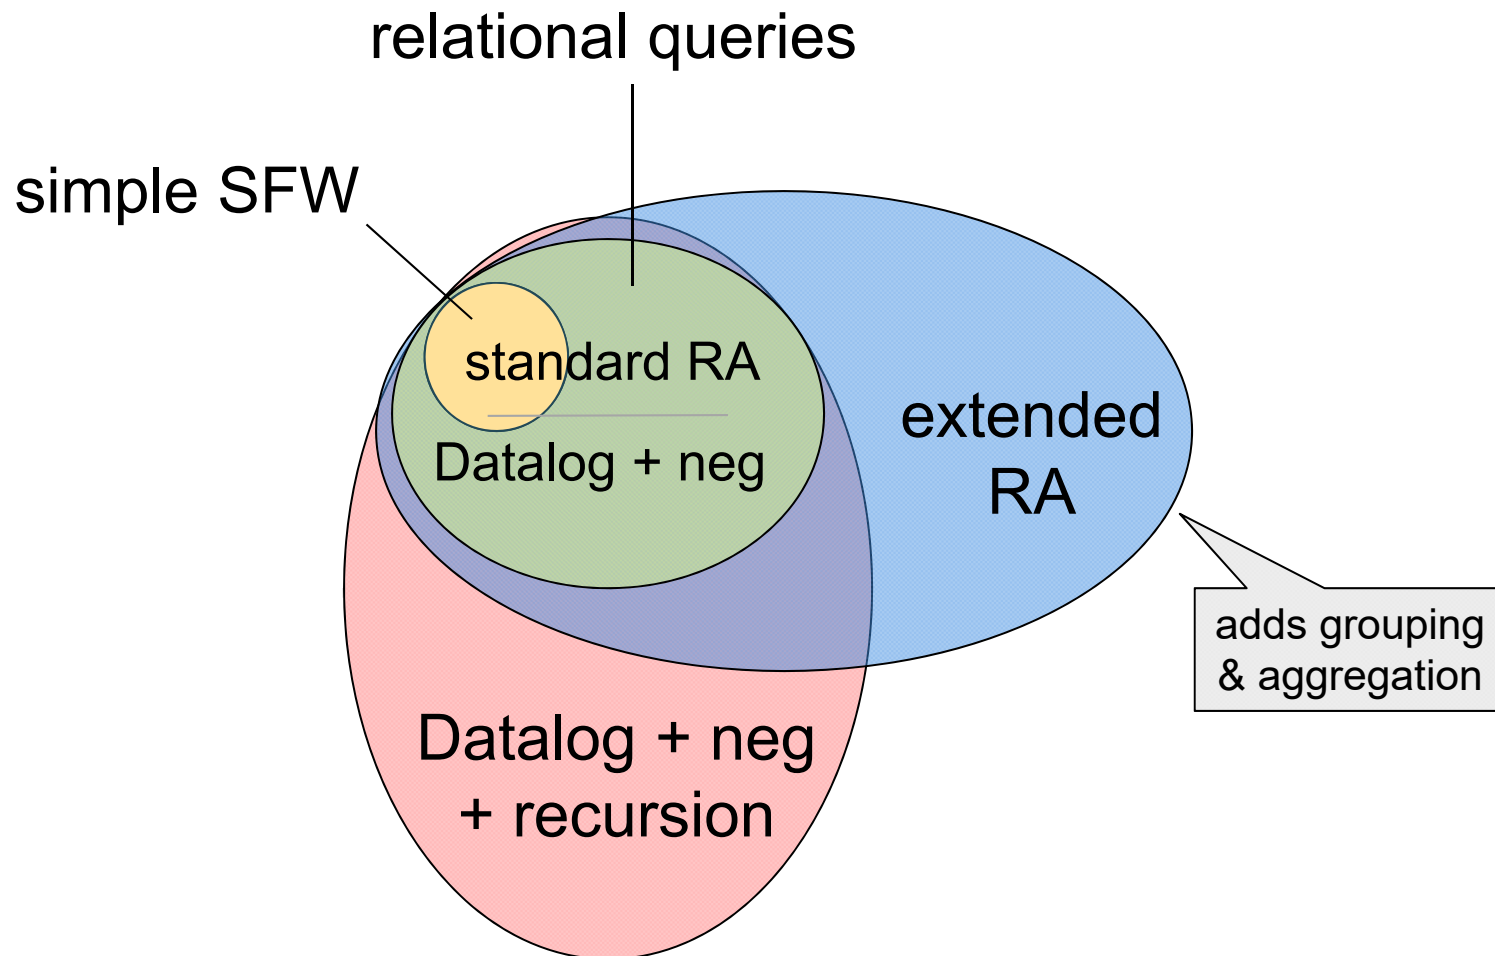 relational queries
simple SFW
standard RA
Datalog + neg
extended
RA
adds grouping
& aggregation
Datalog + neg
+ recursion